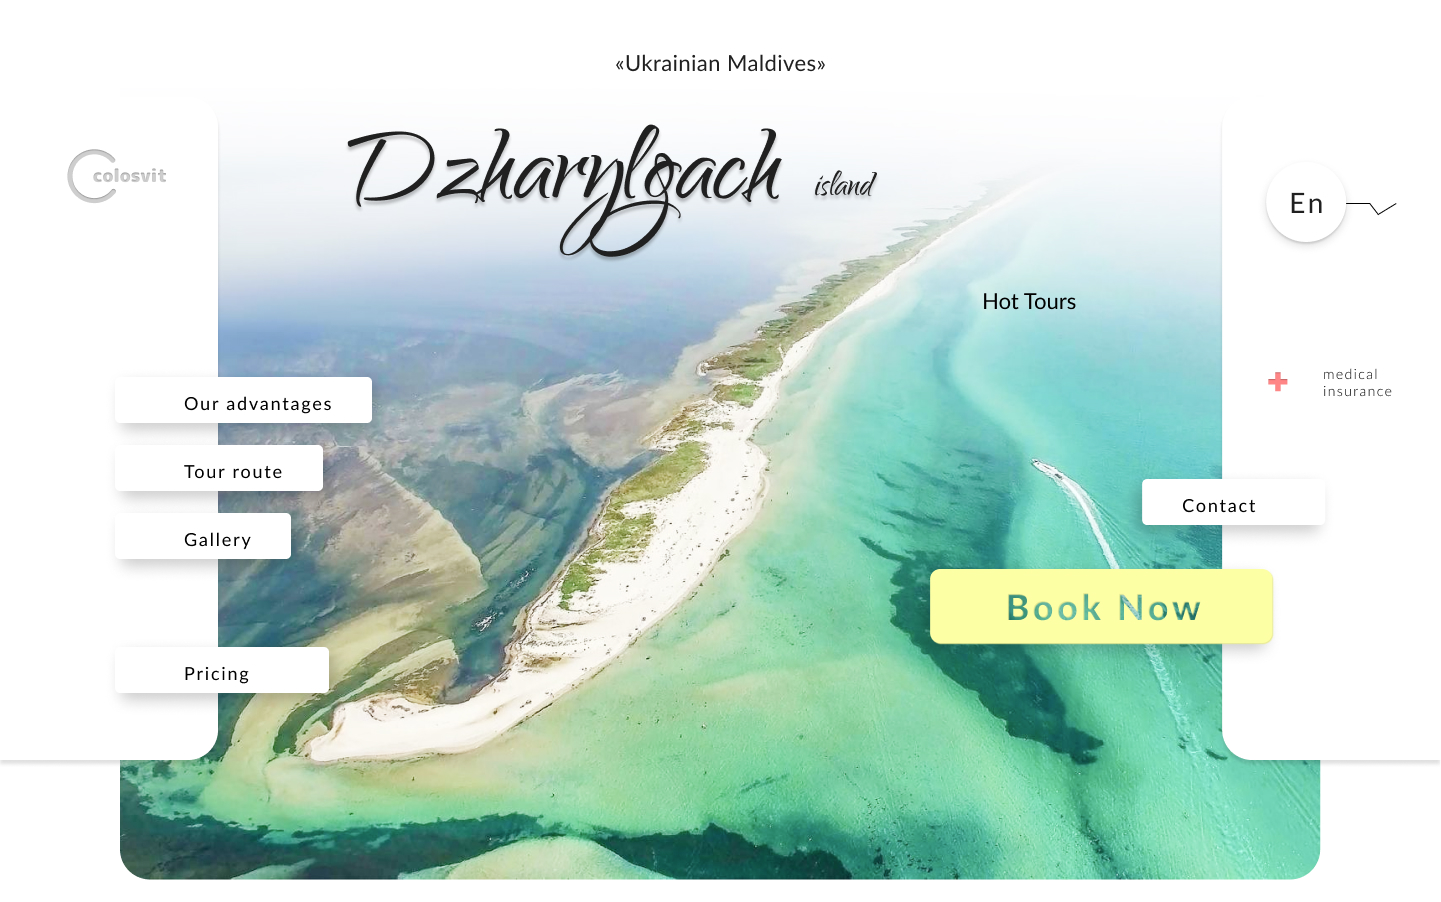 «Ukrainian Maldives»
Dzharylgach island
colosvit
En
Hot Tours
medical
insurance
Our advantages
Tour route
Gallery
Contact
Book Now
Pricing